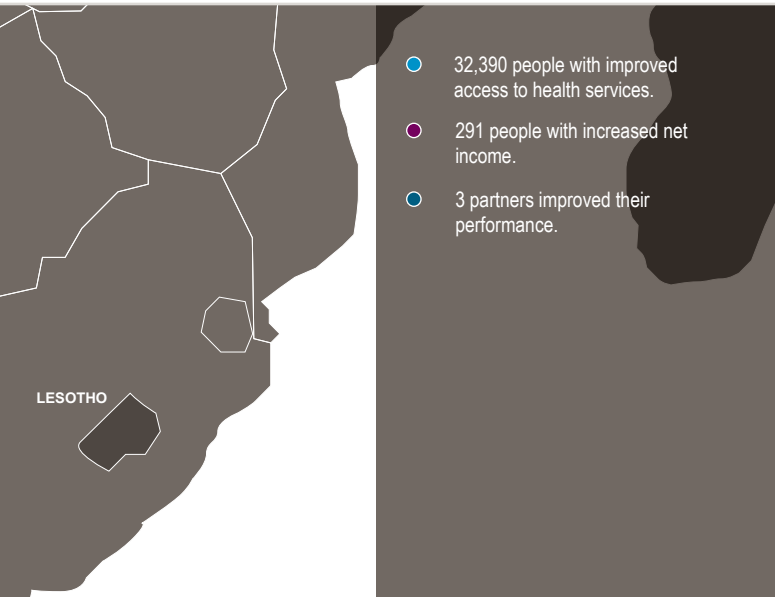 32,390 people with improved
access to health services.
291 people with increased net
income.
3 partners improved their
performance.
LESOTHO